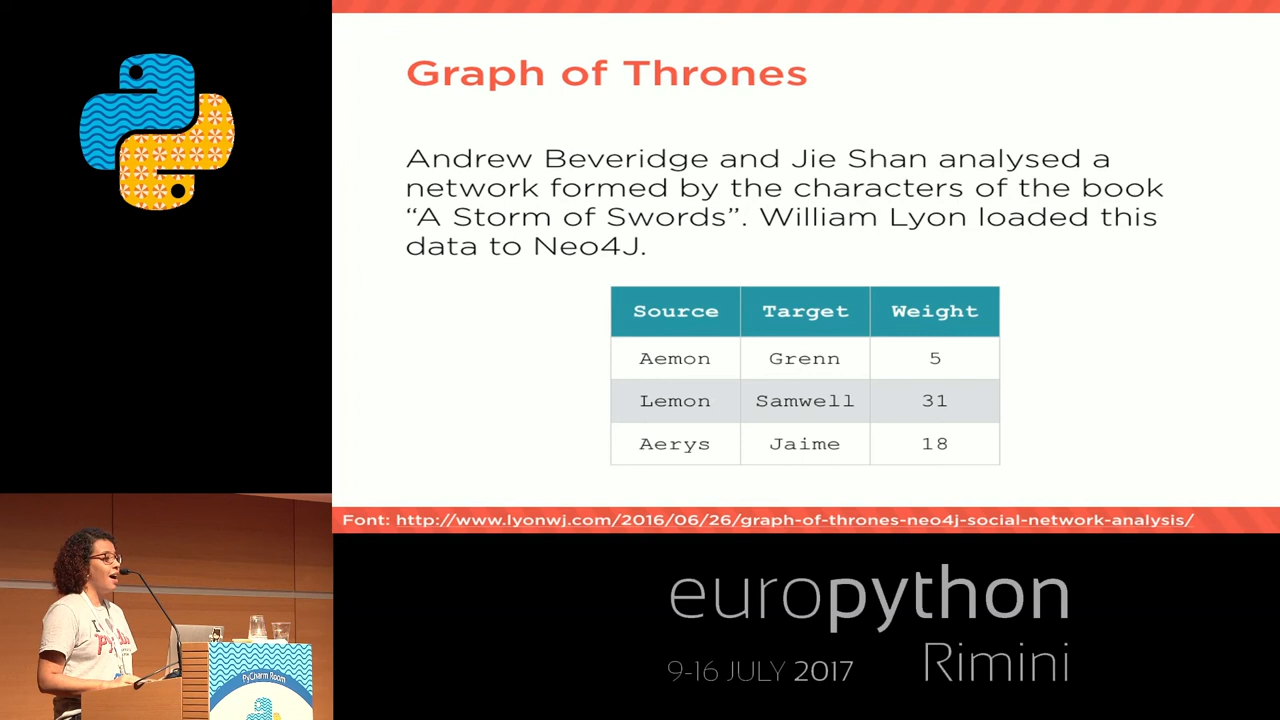 Graph of Thrones
Andrew Beveridge and Jie Shan analysed a
network formed by the characters of the book
“A Storm of Swords”. William Lyon loaded this
data to Neo4J.
Source Target Weight
Aemon Grenn 5
Lemon Samwell 31
Aerys Jaime 18
Font: http://www.lyonwj.com/2016/06/26/graph-of-thrones-neo4j-social-network-analysis/
europython
Rimini
9-16 JULY 2017
PyCharm Room